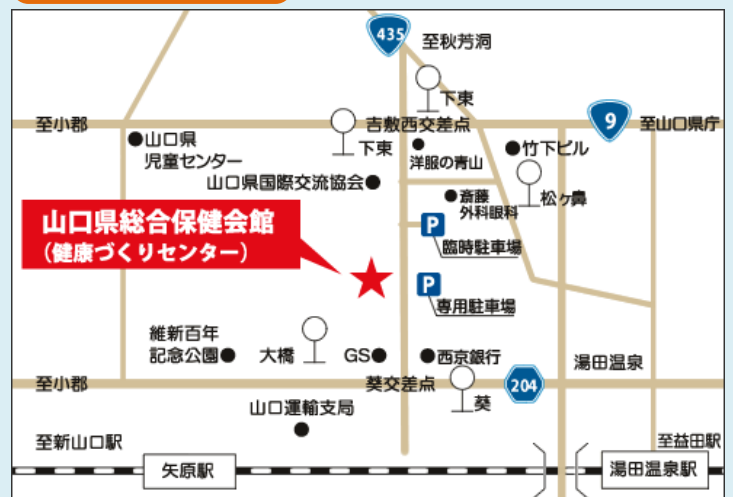 435
至秋芳洞
下東
至小郡
吉敷西交差点
9
至山口県庁
山口県
児童センター
下東
洋服の青山
竹下ビル
山口県国際交流協会
斎藤
外科眼科
松ヶ鼻
山口県総合保健会館
（健康づくりセンター）
P
臨時駐車場
P
専用駐車場
維新百年
記念公園
大橋
GS
西京銀行
湯田温泉
至小郡
葵交差点
204
葵
山口運輸支局
至新山口駅
至益田駅
矢原駅
湯田温泉駅